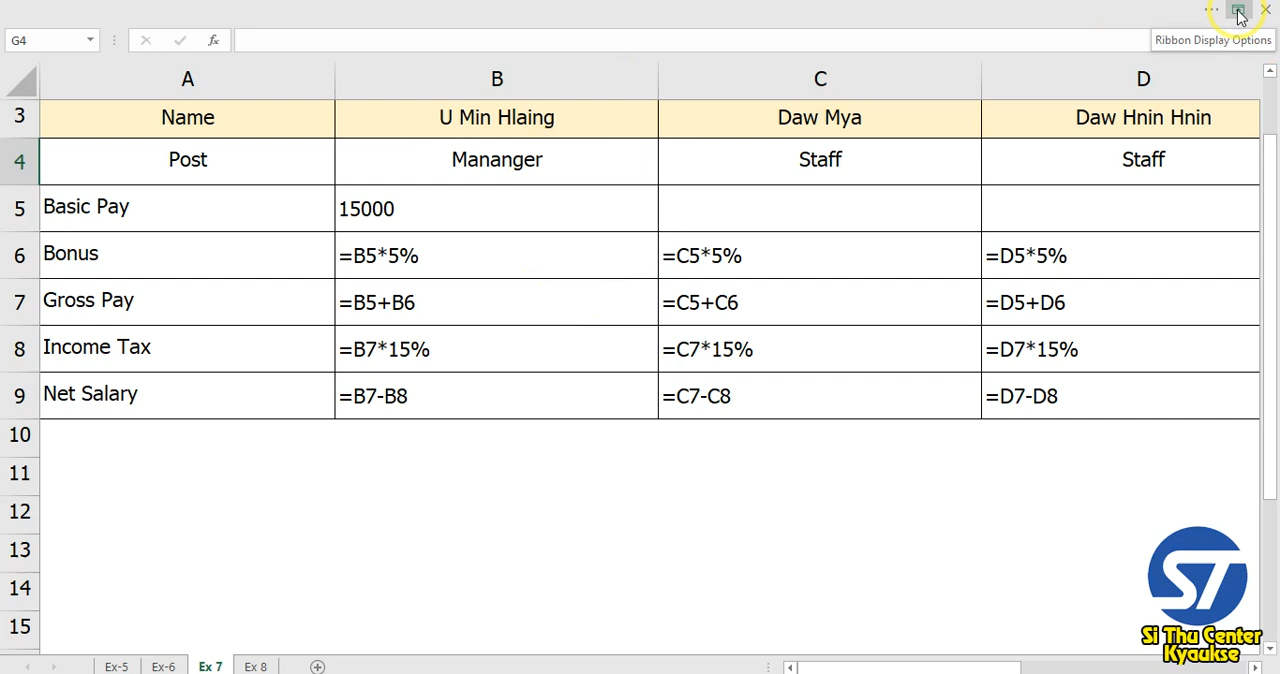 Ribbon Display Options
G4
fx
A B C D
3 Name U Min Hlaing Daw Mya Daw Hnin Hnin
4 Post Mananger Staff Staff
5 Basic Pay 15000
6 Bonus =B5*5% =C5*5% =D5*5%
7 Gross Pay =B5+B6 =C5+C6 =D5+D6
8 Income Tax =B7*15% =C7*15% =D7*15%
9 Net Salary =B7-B8 =C7-C8 =D7-D8
10
11
12
13
14
15
ST
Si Thu Center
Kyaukse
Ex-5 Ex-6 Ex 7 Ex 8